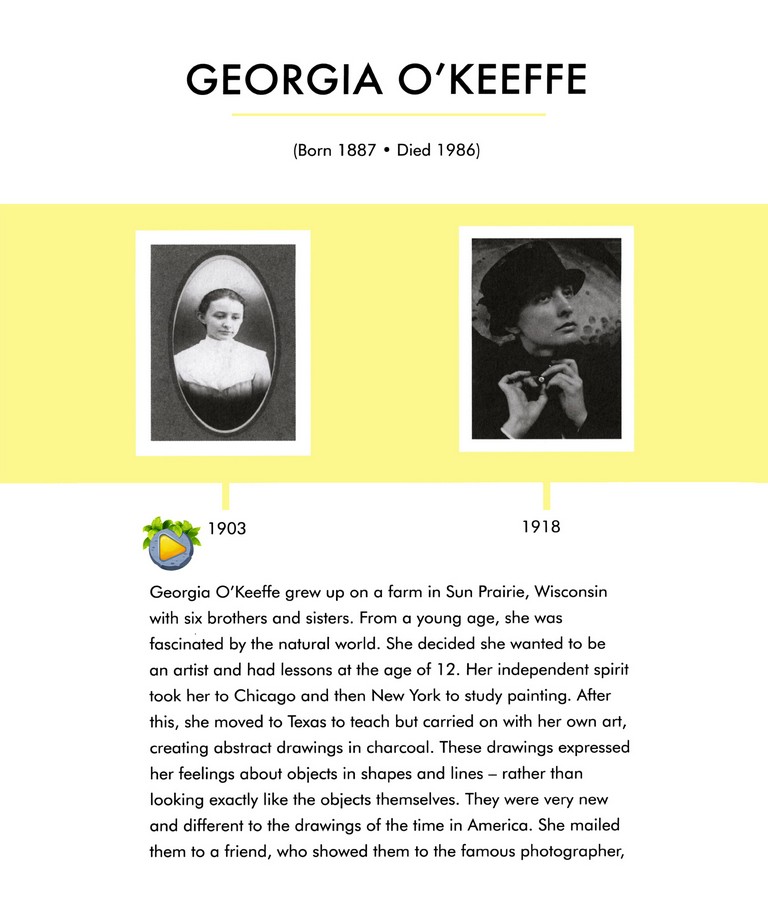 GEORGIA O'KEEFFE
(Born 1887 • Died 1986)
1903
1918
Georgia O'Keeffe grew up on a farm in Sun Prairie, Wisconsin
with six brothers and sisters. From a young age, she was
fascinated by the natural world. She decided she wanted to be
an artist and had lessons at the age of 12. Her independent spirit
took her to Chicago and then New York to study painting. After
this, she moved to Texas to teach but carried on with her own art,
creating abstract drawings in charcoal. These drawings expressed
her feelings about objects in shapes and lines – rather than
looking exactly like the objects themselves. They were very new
and different to the drawings of the time in America. She mailed
them to a friend, who showed them to the famous photographer,